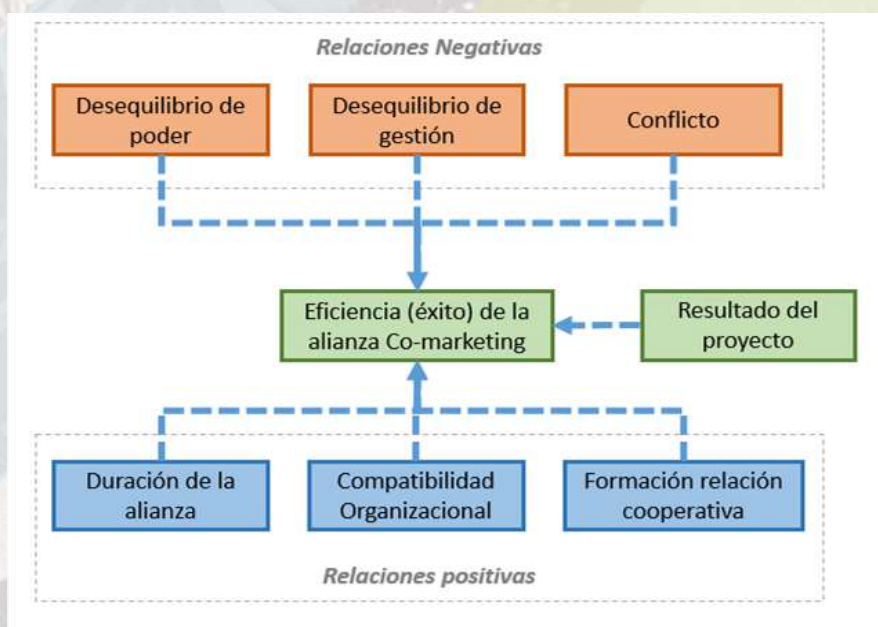 Relaciones Negativas
Desequilibrio de
poder
Desequilibrio de
gestión
Conflicto
Eficiencia (éxito) de la
alianza Co-marketing
Resultado del
proyecto
Duración de la
alianza
Compatibilidad
Organizacional
Formación relación
cooperativa
Relaciones positivas